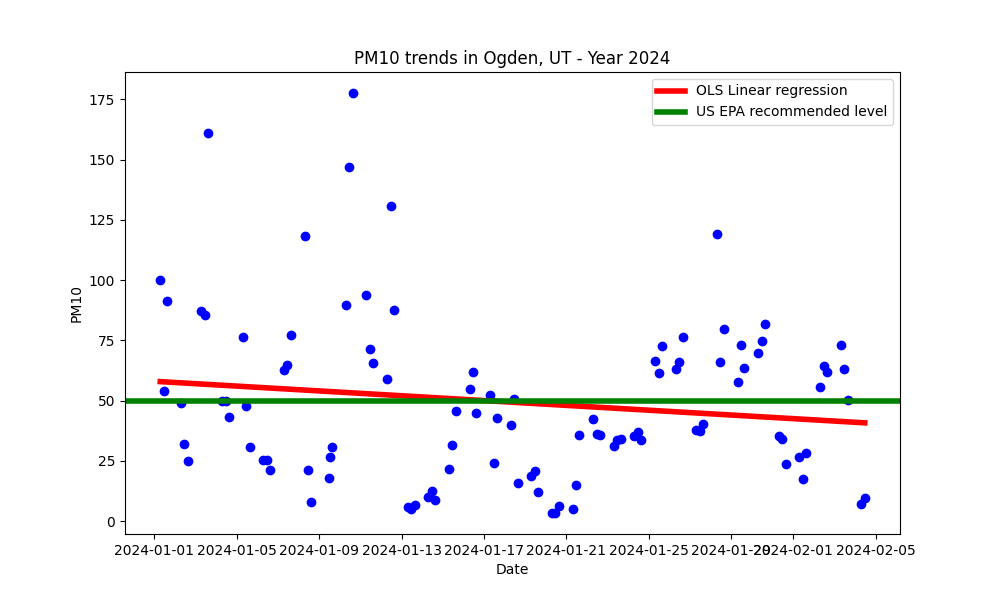 PM10 trends in Ogden, UT - Year 2024
OLS Linear regression
US EPA recommended level
175
150
125
100
75
50
25
0
PM10
2024-01-01 2024-01-05 2024-01-09 2024-01-13 2024-01-17 2024-01-21 2024-01-25 2024-01-29 2024-02-01 2024-02-05
Date